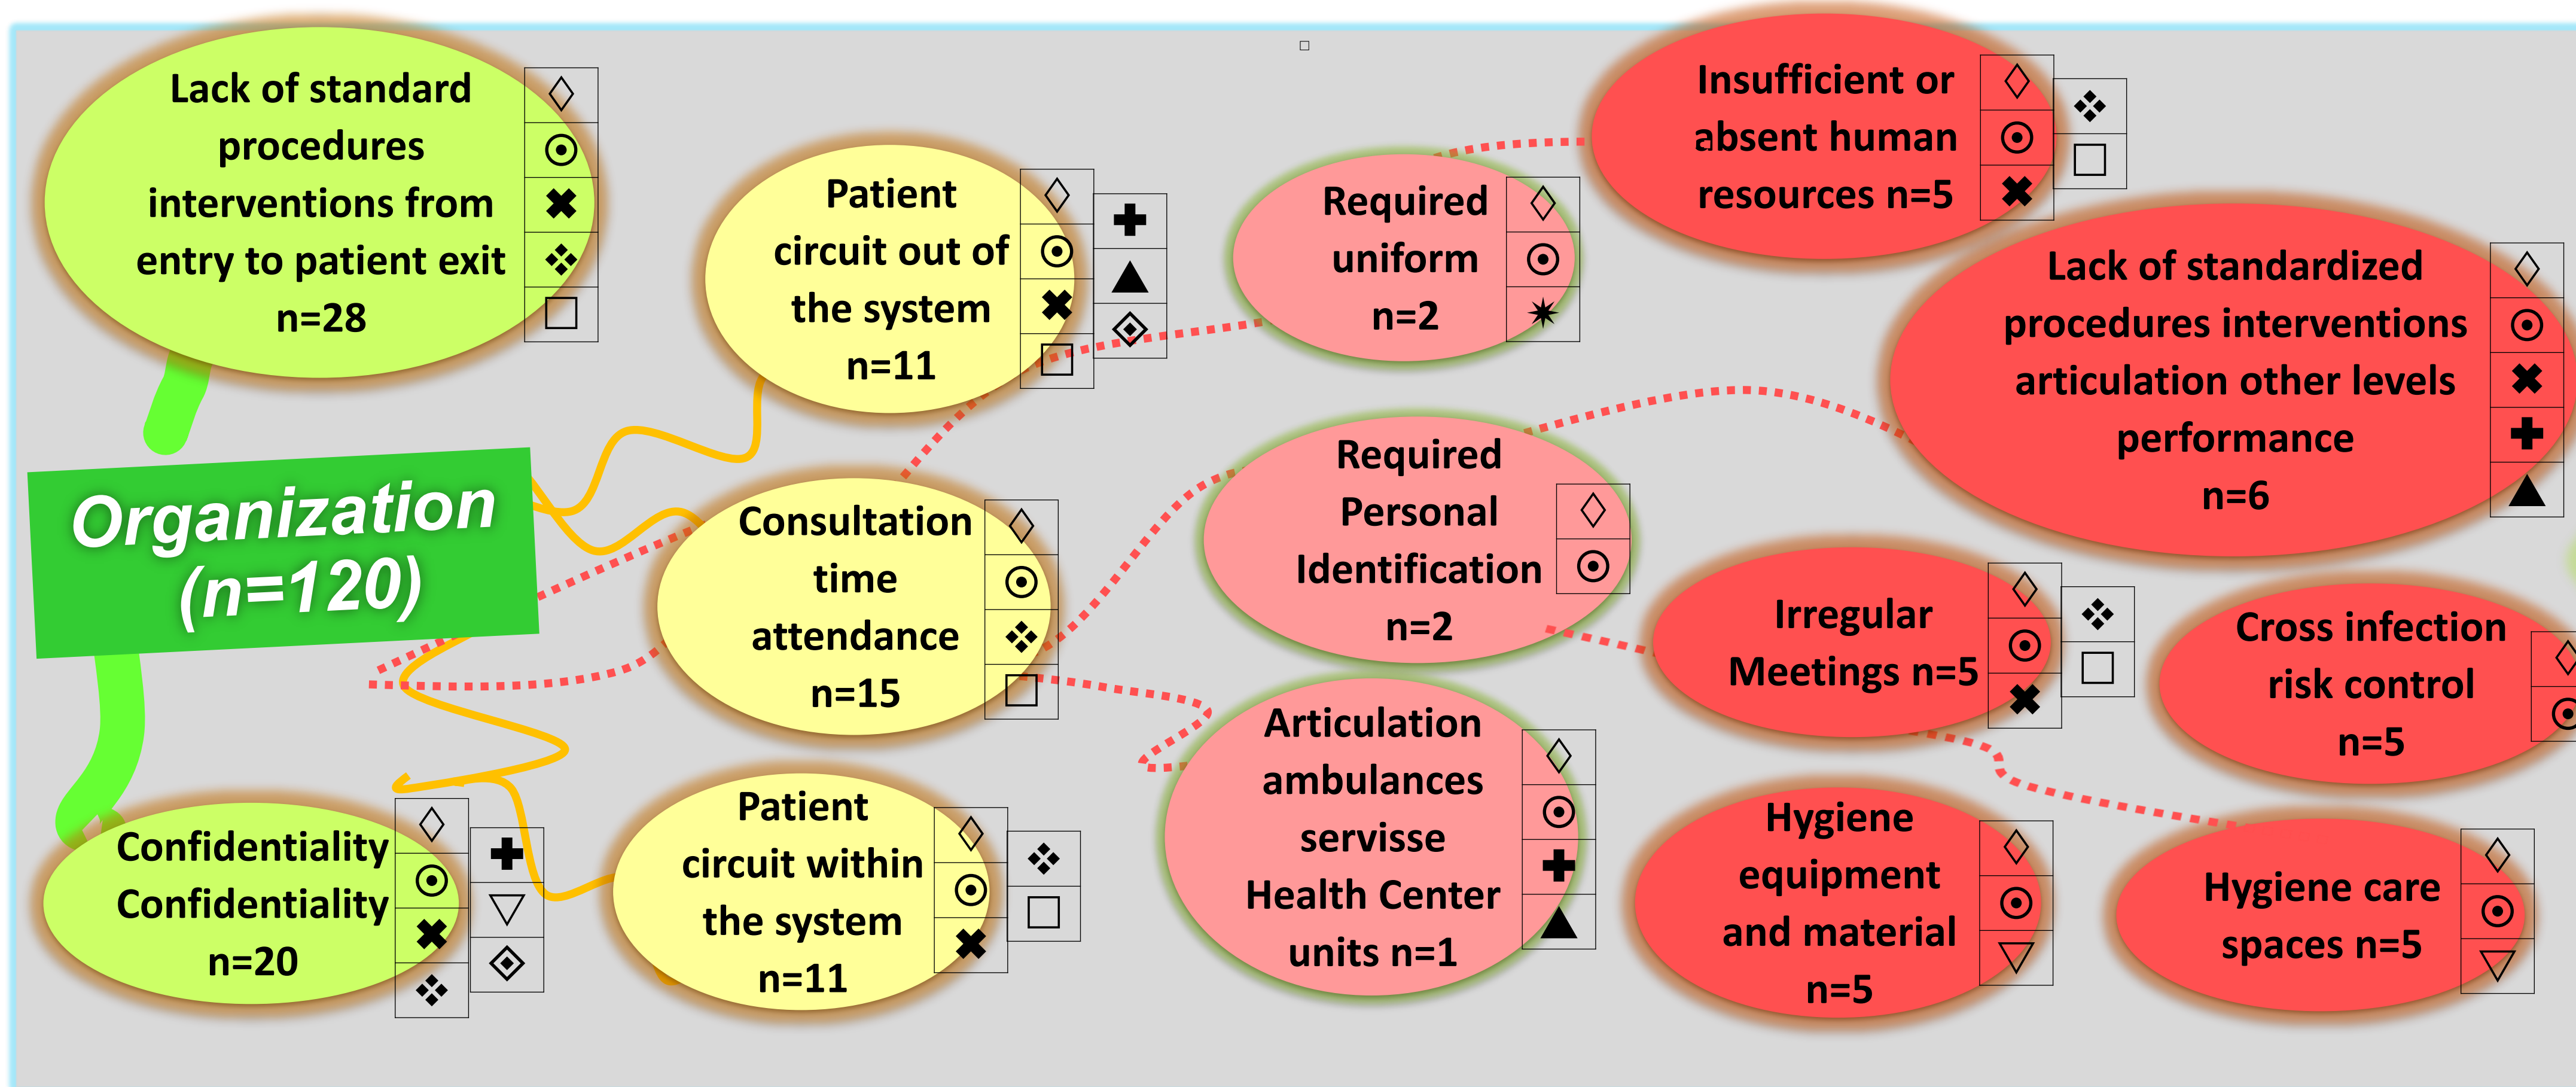 Lack of standard
procedures
interventions from
entry to patient exit
n=28
Patient
circuit out of
the system
n=11
Required
uniform
n=2
Insufficient or
absent human
resources n=5
Lack of standardized
procedures interventions
articulation other levels
performance
n=6
Organization
(n=120)
Consultation
time
attendance
n=15
Required
Personal
Identification
n=2
Irregular
Meetings n=5
Cross infection
risk control
n=5
Confidentiality
Confidentiality
n=20
Patient
circuit within
the system
n=11
Articulation
ambulances
servisse
Health Center
units n=1
Hygiene
equipment
and material
n=5
Hygiene care
spaces n=5